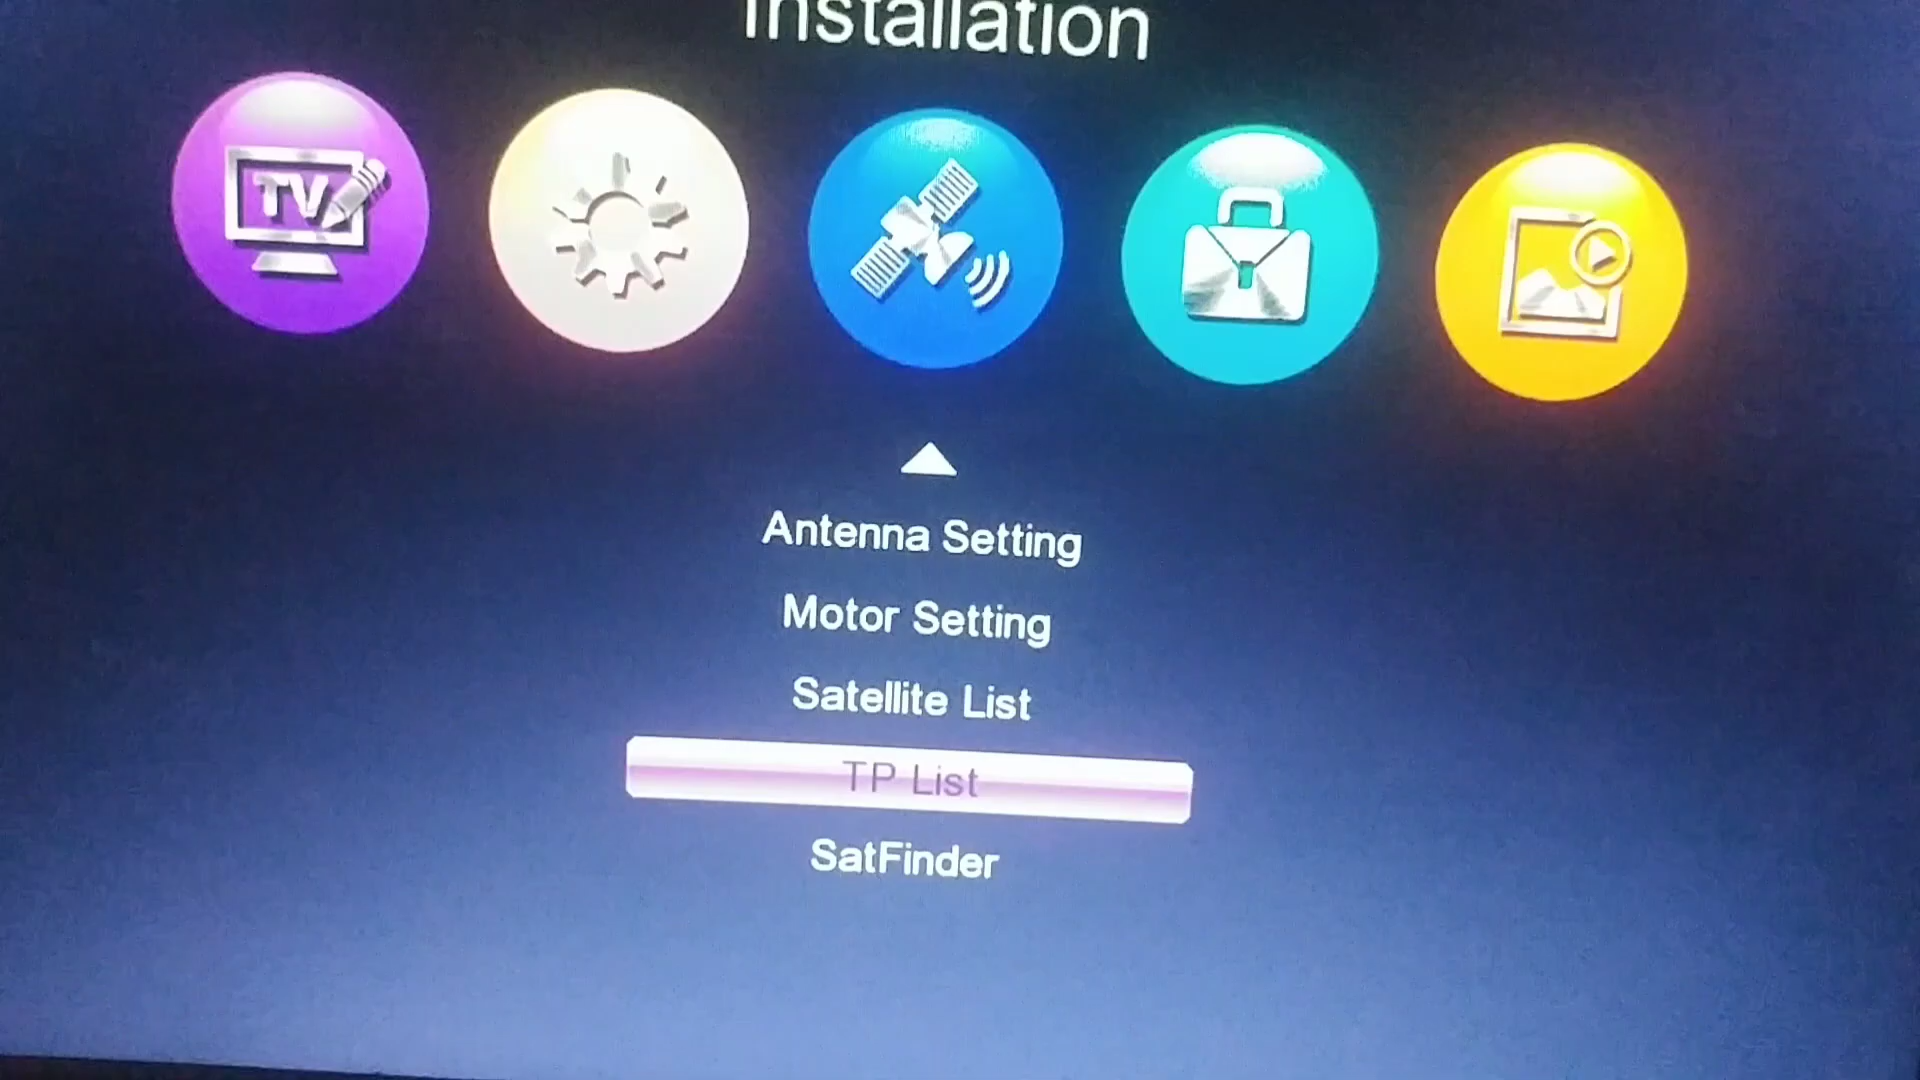 Installation
TV
Antenna Setting
Motor Setting
Satellite List
TP List
SatFinder